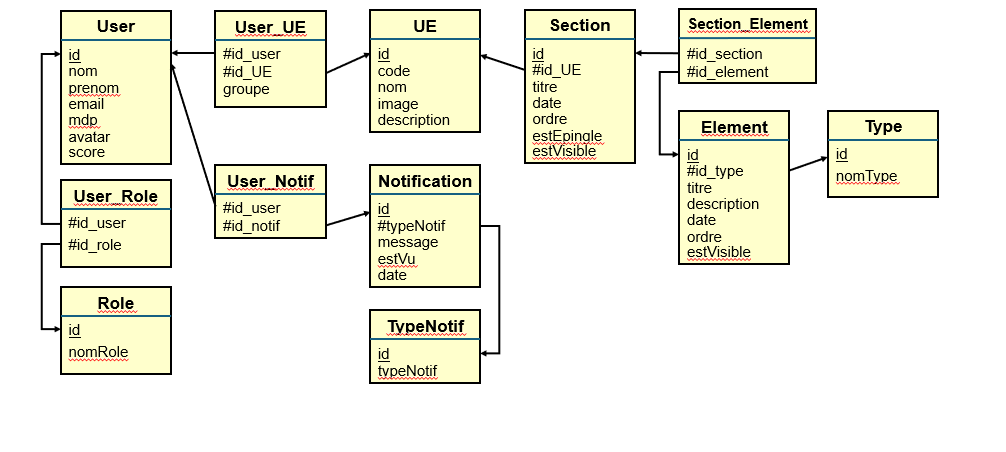 User
id
nom
prenom
email
mdp
avatar
score
User_UE
#id_user
#id_UE
groupe
UE
id
code
nom
image
description
Section
id
#id_UE
titre
date
ordre
estEpingle
estVisible
Section_Element
#id_section
#id_element
User_Role
#id_user
#id_role
User_Notif
#id_user
#id_notif
Notification
id
#typeNotif
message
estVu
date
Element
id
#id_type
titre
description
date
ordre
estVisible
Type
id
nomType
Role
id
nomRole
TypeNotif
id
typeNotif